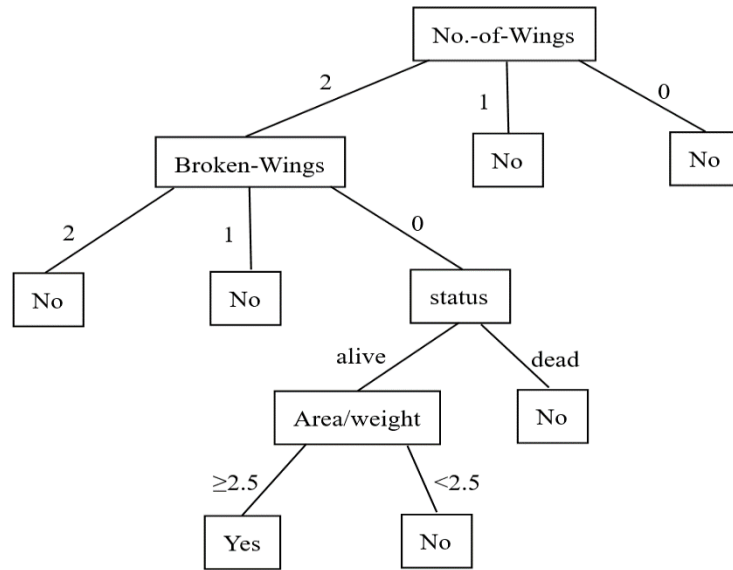 No.-of-Wings
2
1
0
Broken-Wings
No
No
2
1
0
No
No
status
alive
dead
Area/weight
No
≥2.5
<2.5
Yes
No